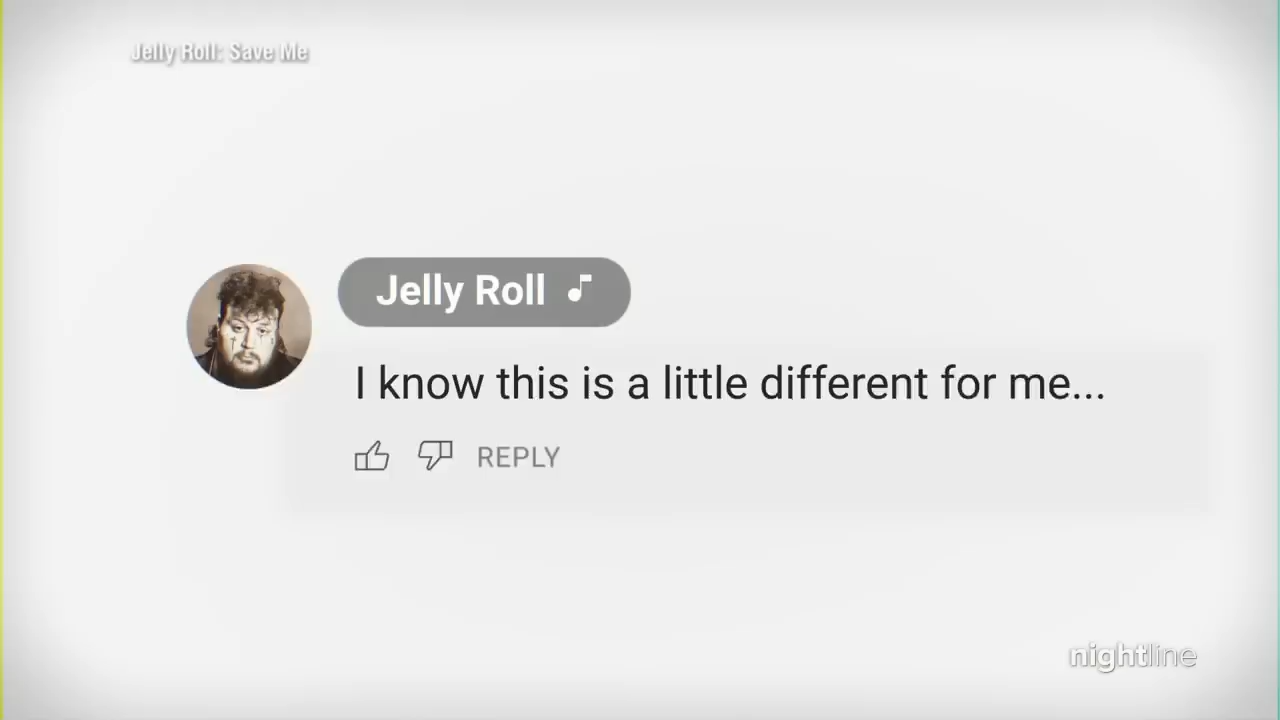 Jelly Roll: Save Me
Jelly Roll
I know this is a little different for me...
REPLY
nightline